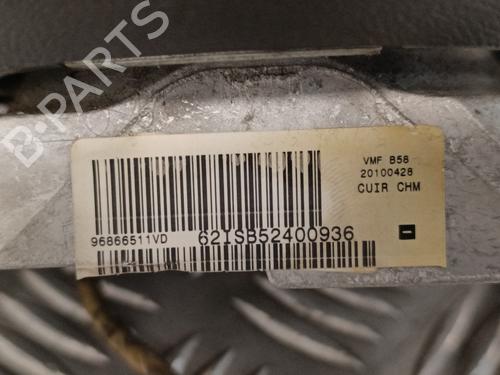 B-PARTS
VMF B58
20100428
CUIR CHM
96866511VD
62ISB52400936